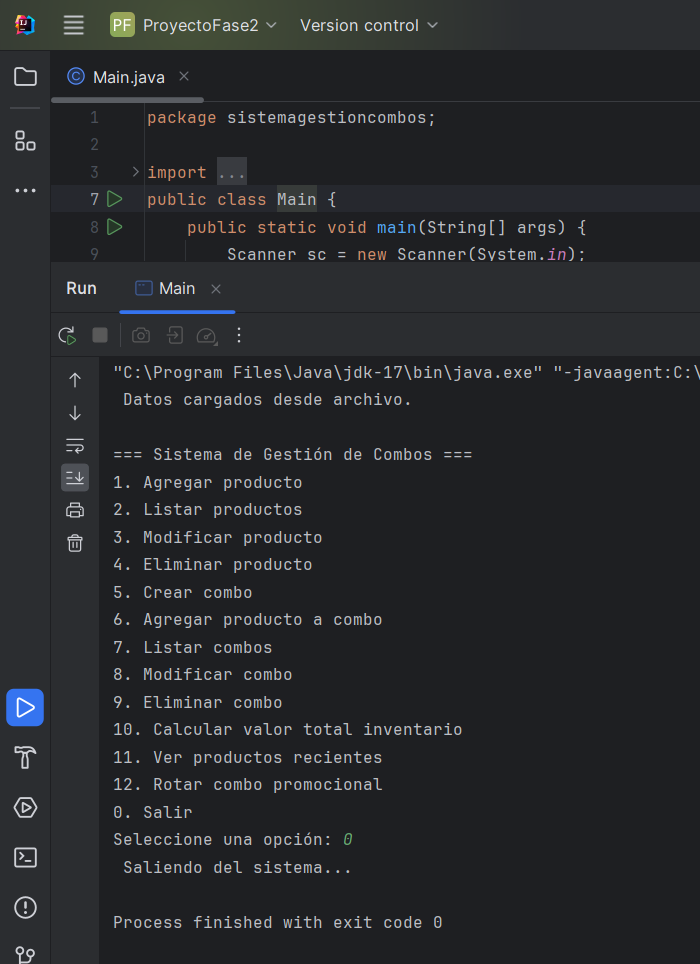 PF ProyectoFase2 Version control
Main.java
1 package sistemagestioncombos;
2
3 import ...
7 public class Main {
8 public static void main(String[] args) {
9 Scanner sc = new Scanner(System.in);
Run Main
"C:\Program Files\Java\jdk-17\bin\java.exe" "-javaagent:C:\
Datos cargados desde archivo.
=== Sistema de Gestión de Combos ===
1. Agregar producto
2. Listar productos
3. Modificar producto
4. Eliminar producto
5. Crear combo
6. Agregar producto a combo
7. Listar combos
8. Modificar combo
9. Eliminar combo
10. Calcular valor total inventario
11. Ver productos recientes
12. Rotar combo promocional
0. Salir
Seleccione una opción: 0
Saliendo del sistema...
Process finished with exit code 0